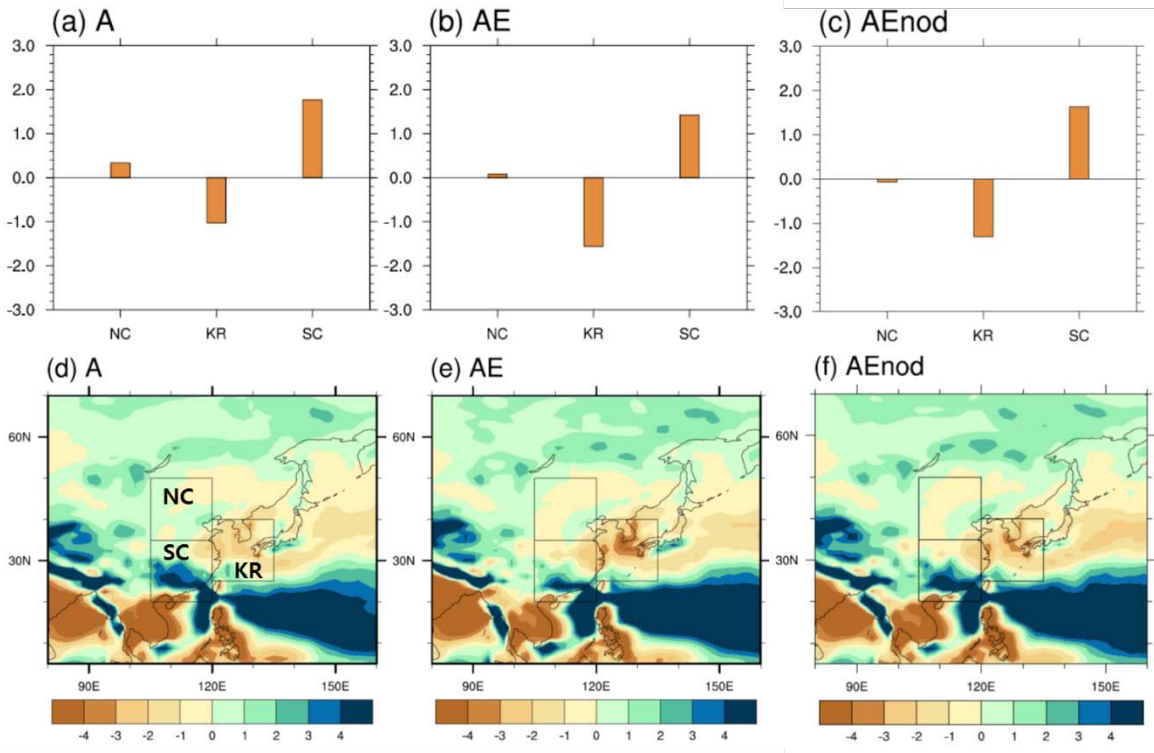 (a) A
(b) AE
(c) AEnod
3.0
2.0
1.0
0.0
-1.0
-2.0
-3.0
NC KR SC
3.0
2.0
1.0
0.0
-1.0
-2.0
-3.0
NC KR SC
3.0
2.0
1.0
0.0
-1.0
-2.0
-3.0
NC KR SC
(d) A
(e) AE
(f) AEnod
60N
30N
NC
SC
KR
90E 120E 150E
-4 -3 -2 -1 0 1 2 3 4
60N
30N
90E 120E 150E
-4 -3 -2 -1 0 1 2 3 4
60N
30N
90E 120E 150E
-4 -3 -2 -1 0 1 2 3 4